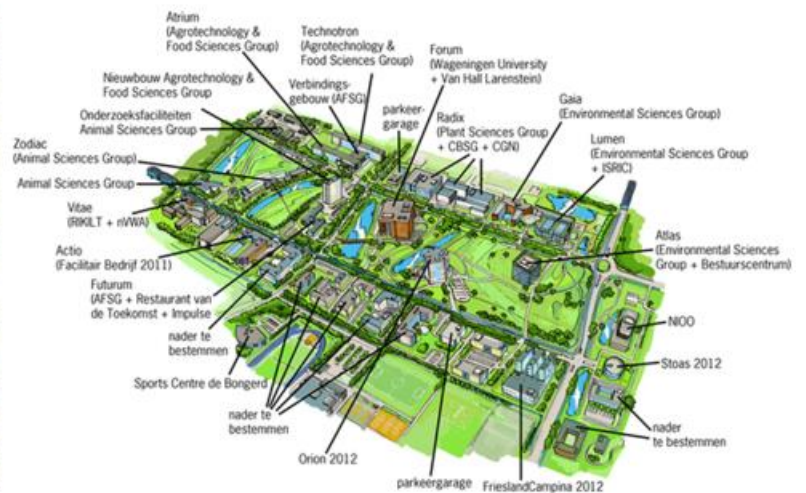 Atrium
(Agrotechnology &
Food Sciences Group)
Technotron
(Agrotechnology &
Food Sciences Group)
Forum
(Wageningen University
+ Van Hall Larenstein)
Nieuwbouw Agrotechnology &
Food Sciences Group
Verbindings-
gebouw (AFSG)
parkeer-
garage
Radix
(Plant Sciences Group
+ CBSG + CGN)
Gaia
(Environmental Sciences Group)
Onderzoeksfaciliteiten
Animal Sciences Group
Lumen
(Environmental Sciences Group
+ ISRIC)
Zodiac
(Animal Sciences Group)
Animal Sciences Group
Vitae
(RIKILT + nVWA)
Actio
(Facilitair Bedrijf 2011)
Atlas
(Environmental Sciences
Group + Bestuurscentrum)
Futurum
(AFSG + Restaurant van
de Toekomst + Impulse
nader te
bestemmen
NIOO
Stoas 2012
Sports Centre de Bongerd
nader te
bestemmen
nader
te bestemmen
Orion 2012
parkeergarage
FrieslandCampina 2012